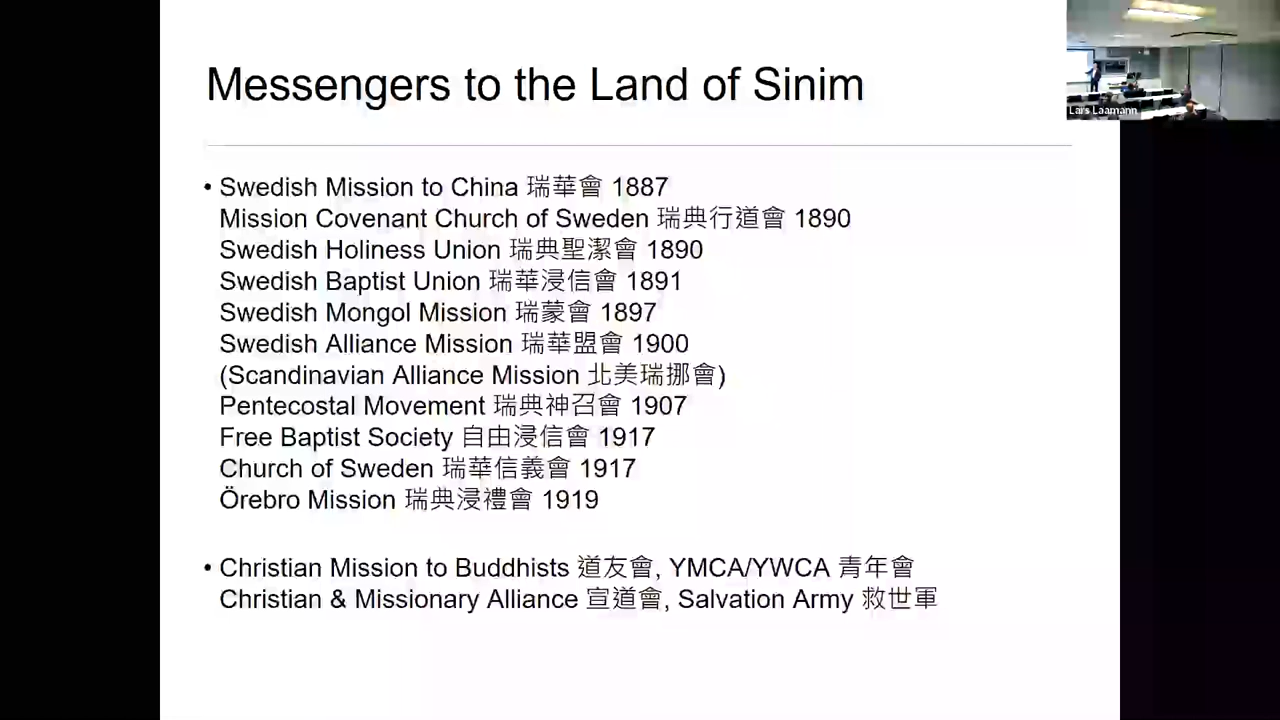 Messengers to the Land of Sinim
Lars Laamann
• Swedish Mission to China 瑞華會 1887
Mission Covenant Church of Sweden 瑞典行道會 1890
Swedish Holiness Union 瑞典聖潔會 1890
Swedish Baptist Union 瑞華浸信會 1891
Swedish Mongol Mission 瑞蒙會 1897
Swedish Alliance Mission 瑞華盟會 1900
(Scandinavian Alliance Mission 北美瑞挪會)
Pentecostal Movement 瑞典神召會 1907
Free Baptist Society 自由浸信會 1917
Church of Sweden 瑞華信義會 1917
Örebro Mission 瑞典浸禮會 1919
• Christian Mission to Buddhists 道友會, YMCA/YWCA 青年會
Christian & Missionary Alliance 宣道會, Salvation Army 救世軍